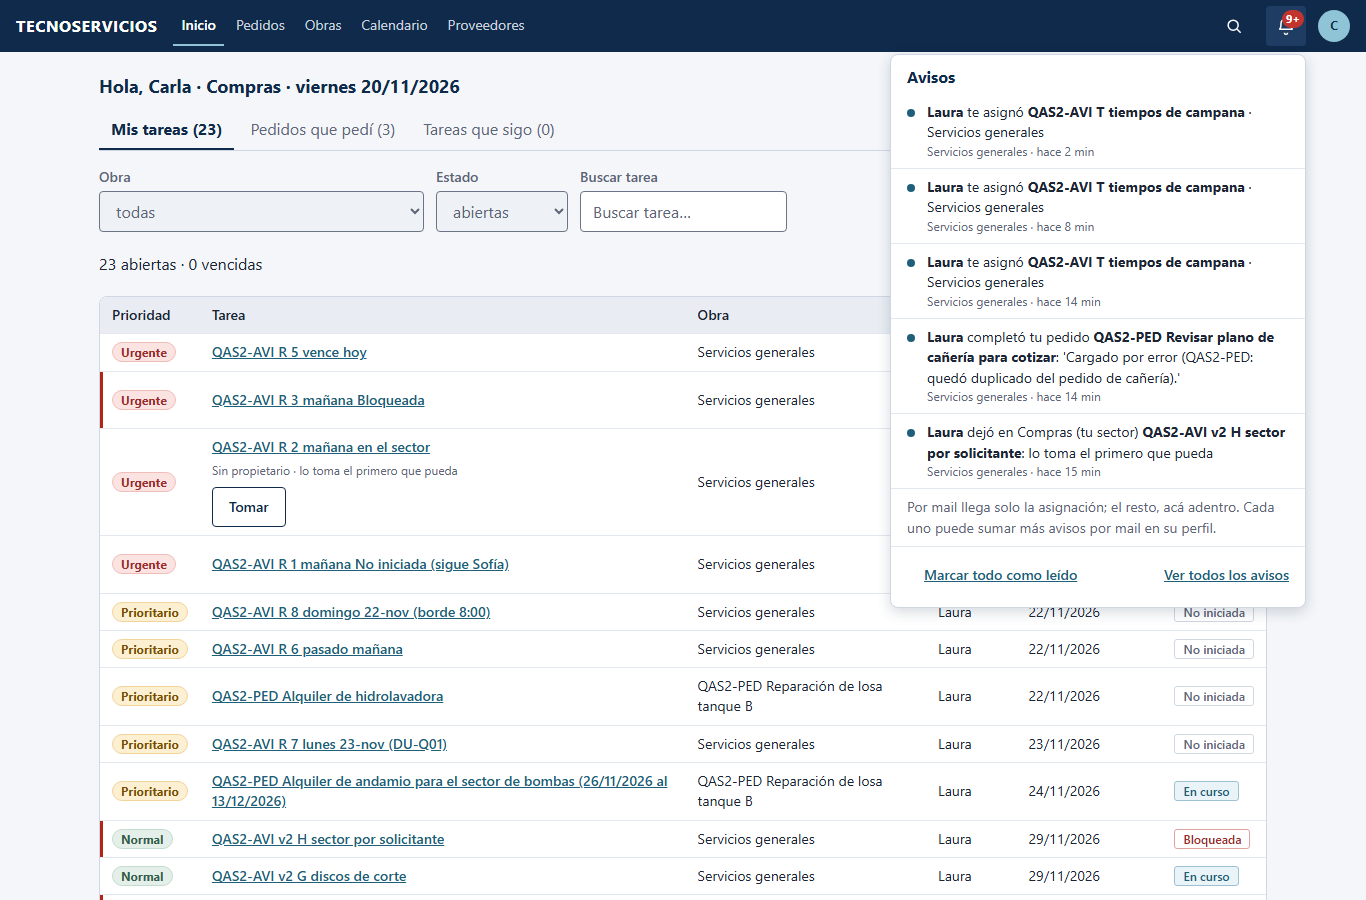 TECNOSERVICIOS Inicio Pedidos Obras Calendario Proveedores 9+ C
Hola, Carla · Compras · viernes 20/11/2026
Mis tareas (23) Pedidos que pedí (3) Tareas que sigo (0)
Obra Estado Buscar tarea
todas abiertas Buscar tarea...
23 abiertas · 0 vencidas
Prioridad Tarea Obra
Urgente QAS2-AVI R 5 vence hoy Servicios generales
Urgente QAS2-AVI R 3 mañana Bloqueada Servicios generales
Urgente QAS2-AVI R 2 mañana en el sector Servicios generales
Sin propietario · lo toma el primero que pueda
Tomar
Urgente QAS2-AVI R 1 mañana No iniciada (sigue Sofía) Servicios generales
Prioritario QAS2-AVI R 8 domingo 22-nov (borde 8:00) Servicios generales Laura 22/11/2026 No iniciada
Prioritario QAS2-AVI R 6 pasado mañana Servicios generales Laura 22/11/2026 No iniciada
Prioritario QAS2-PED Alquiler de hidrolavadora QAS2-PED Reparación de losa
tanque B Laura 22/11/2026 No iniciada
Prioritario QAS2-AVI R 7 lunes 23-nov (DU-Q01) Servicios generales Laura 23/11/2026 No iniciada
Prioritario QAS2-PED Alquiler de andamio para el sector de bombas (26/11/2026 al
13/12/2026) QAS2-PED Reparación de losa
tanque B Laura 24/11/2026 En curso
Normal QAS2-AVI v2 H sector por solicitante Servicios generales Laura 29/11/2026 Bloqueada
Normal QAS2-AVI v2 G discos de corte Servicios generales Laura 29/11/2026 En curso
Avisos
Laura te asignó QAS2-AVI T tiempos de campana ·
Servicios generales
Servicios generales · hace 2 min
Laura te asignó QAS2-AVI T tiempos de campana ·
Servicios generales
Servicios generales · hace 8 min
Laura te asignó QAS2-AVI T tiempos de campana ·
Servicios generales
Servicios generales · hace 14 min
Laura completó tu pedido QAS2-PED Revisar plano de
cañería para cotizar: 'Cargado por error (QAS2-PED:
quedó duplicado del pedido de cañería).'
Servicios generales · hace 14 min
Laura dejó en Compras (tu sector) QAS2-AVI v2 H sector
por solicitante: lo toma el primero que pueda
Servicios generales · hace 15 min
Por mail llega solo la asignación; el resto, acá adentro. Cada
uno puede sumar más avisos por mail en su perfil.
Marcar todo como leído Ver todos los avisos